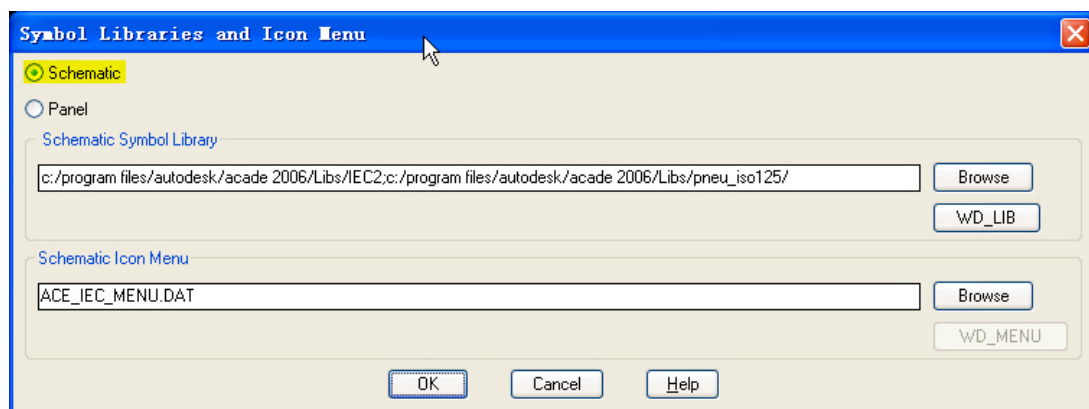 Symbol Libraries and Icon Menu
Schematic
Panel
Schematic Symbol Library
c:/program files/autodesk/acade 2006/Libs/IEC2;c:/program files/autodesk/acade 2006/Libs/pneu_iso125/
Browse
WD_LIB
Schematic Icon Menu
ACE_IEC_MENU.DAT
Browse
WD_MENU
OK Cancel Help